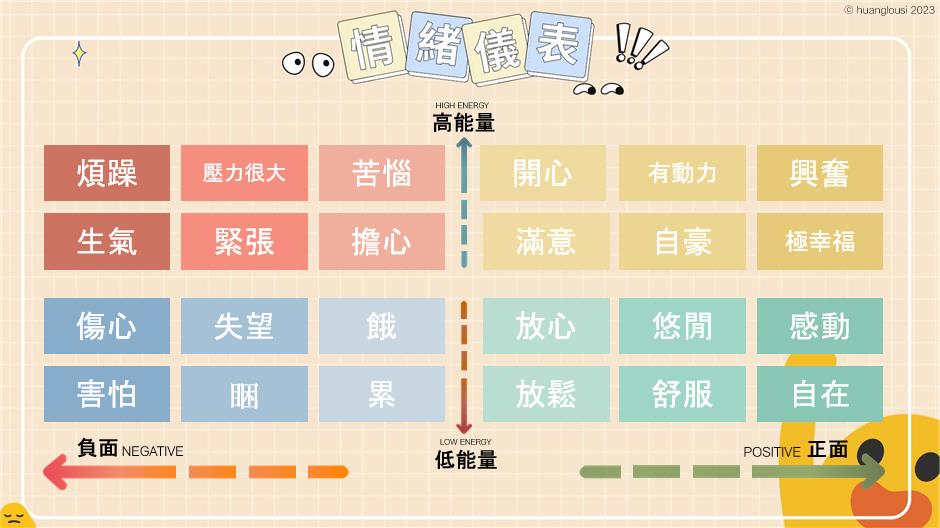 © huanglousi 2023
情緒儀表
HIGH ENERGY
高能量
煩躁 壓力很大 苦惱 開心 有動力 興奮
生氣 緊張 擔心 滿意 自豪 極幸福
傷心 失望 餓 放心 悠閒 感動
害怕 睏 累 放鬆 舒服 自在
LOW ENERGY
低能量
負面 NEGATIVE
POSITIVE 正面